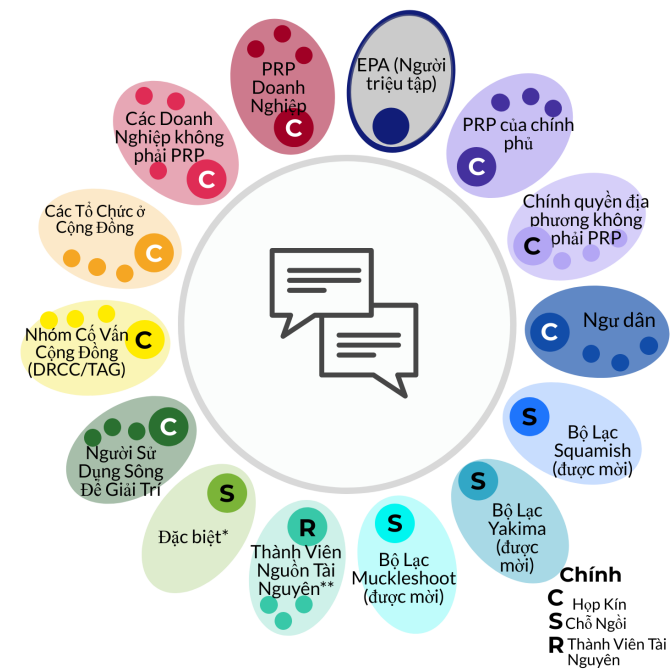 EPA (Người
triệu tập)
PRP của chính
phủ
C
Chính quyền địa
phương không
phải PRP
C
Ngư dân
C
S
Bộ Lạc
Squamish
(được mời)
S
Bộ Lạc
Yakima
(được
mời)
S
Bộ Lạc
Muckleshoot
(được mời)
R
Thành Viên
Nguồn Tài
Nguyên**
S
Đặc biệt*
C
Người Sử
Dụng Sông
Để Giải Trí
Nhóm Cố Vấn
Cộng Đồng
(DRCC/TAG)
C
Các Tổ Chức ở
Cộng Đồng
C
Các Doanh
Nghiệp không
phải PRP
C
PRP
Doanh
Nghiệp
C
Chính
C Họp Kín
S Chỗ Ngồi
R Thành Viên Tài
Nguyên